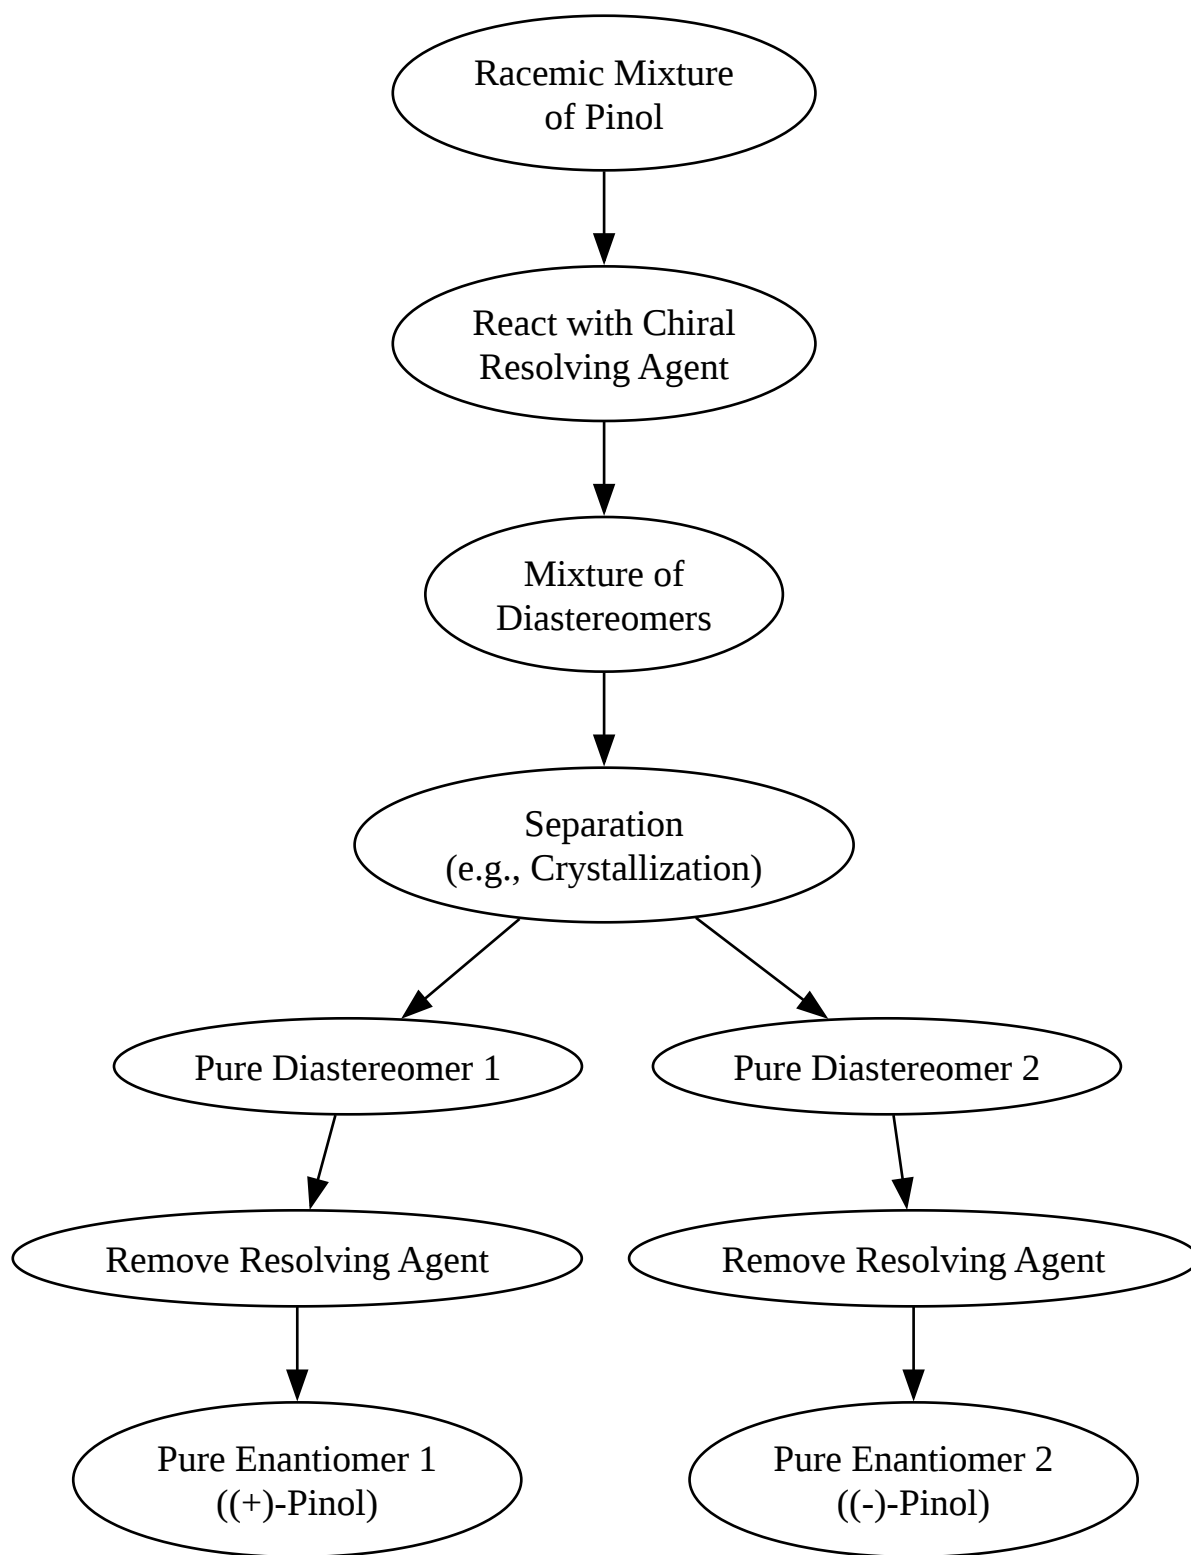 Racemic Mixture
of Pinol
React with Chiral
Resolving Agent
Mixture of
Diastereomers
Separation
(e.g., Crystallization)
Pure Diastereomer 1
Pure Diastereomer 2
Remove Resolving Agent
Remove Resolving Agent
Pure Enantiomer 1
((+)-Pinol)
Pure Enantiomer 2
((-)-Pinol)